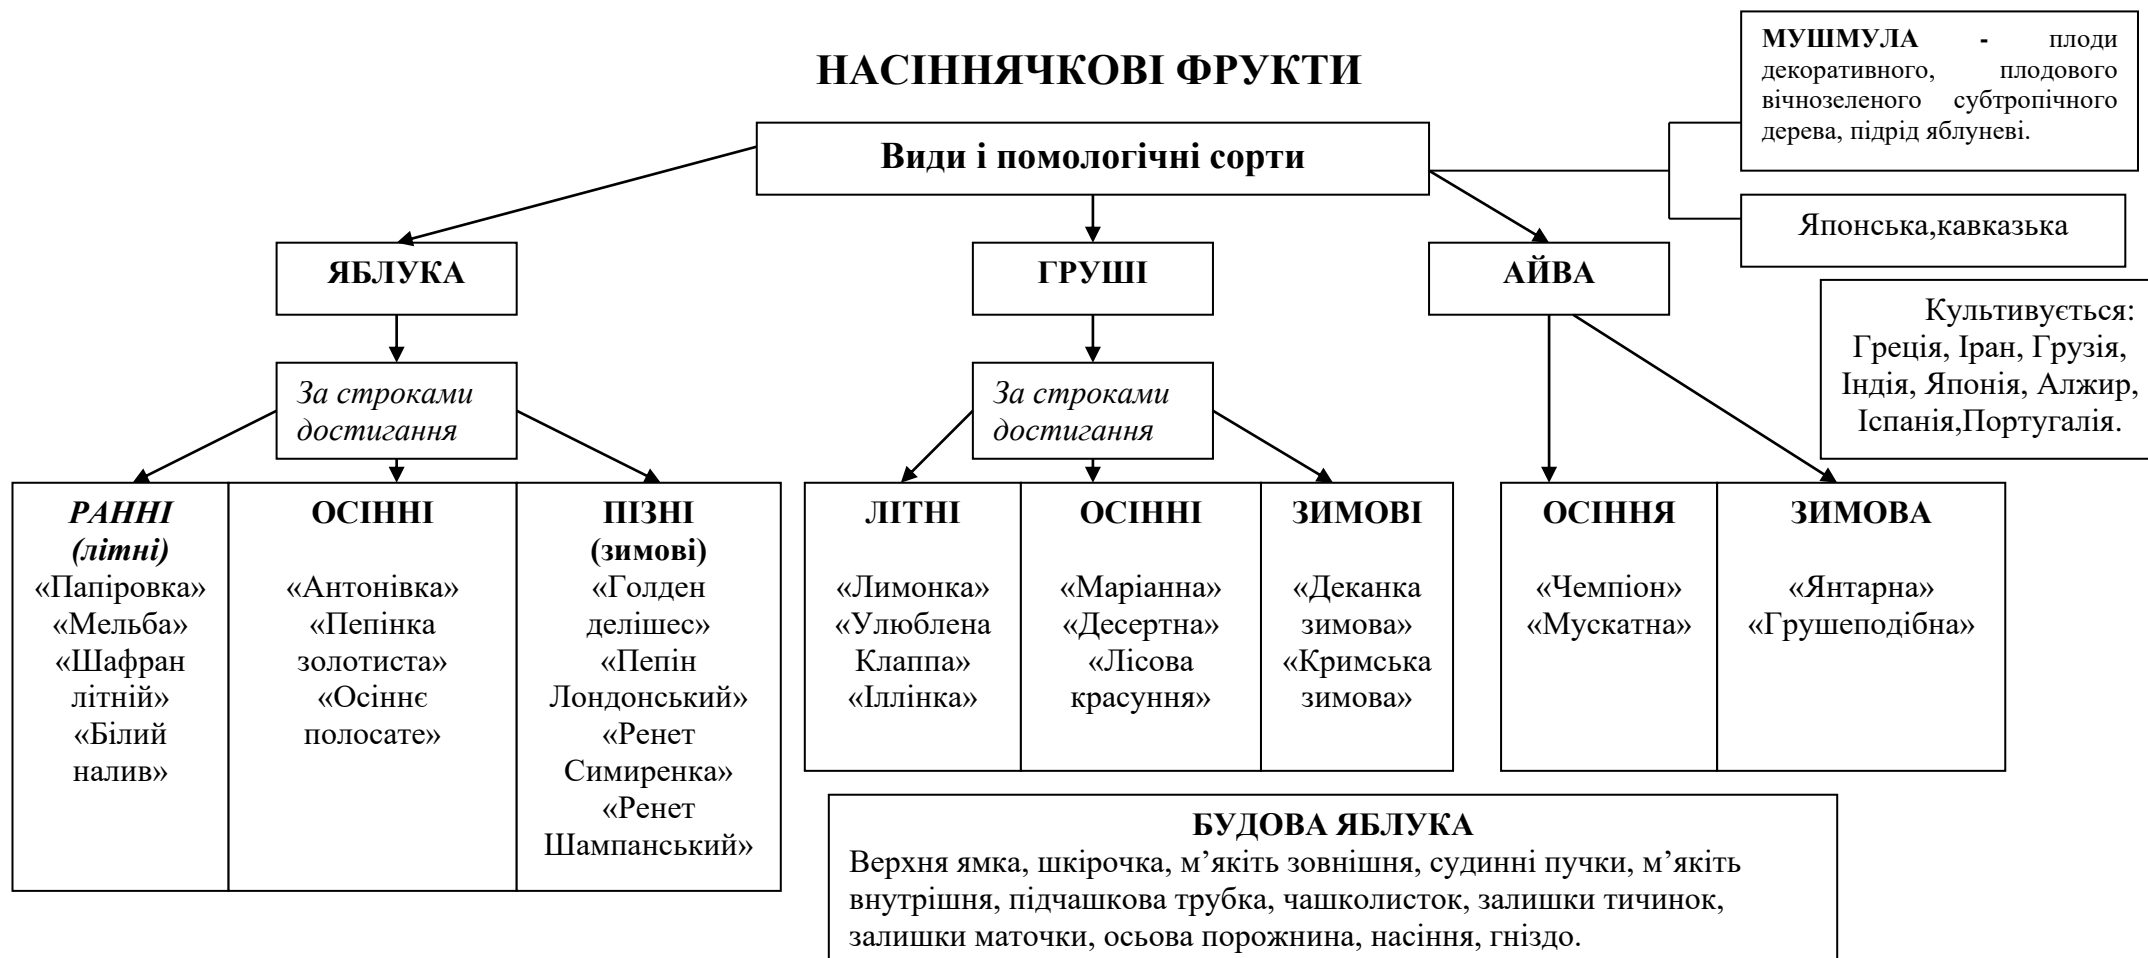 НАСІННЯЧКОВІ ФРУКТИ
МУШМУЛА - плоди
декоративного, плодового
вічнозеленого субтропічного
дерева, підрід яблуневі.
Види і помологічні сорти
Японська,кавказька
ЯБЛУКА
ГРУШІ
АЙВА
Культивується:
Греція, Іран, Грузія,
Індія, Японія, Алжир,
Іспанія,Португалія.
За строками
достигання
За строками
достигання
РАННІ
(літні)
«Папіровка»
«Мельба»
«Шафран
літній»
«Білий
налив»
ОСІННІ
«Антонівка»
«Пепінка
золотиста»
«Осіннє
полосате»
ПІЗНІ
(зимові)
«Голден
делішес»
«Пепін
Лондонський»
«Ренет
Симиренка»
«Ренет
Шампанський»
ЛІТНІ
«Лимонка»
«Улюблена
Клаппа»
«Іллінка»
ОСІННІ
«Маріанна»
«Десертна»
«Лісова
красуння»
ЗИМОВІ
«Деканка
зимова»
«Кримська
зимова»
ОСІННЯ
«Чемпіон»
«Мускатна»
ЗИМОВА
«Янтарна»
«Грушеподібна»
БУДОВА ЯБЛУКА
Верхня ямка, шкірочка, м’якіть зовнішня, судинні пучки, м’якіть
внутрішня, підчашкова трубка, чашколисток, залишки тичинок,
залишки маточки, осьова порожнина, насіння, гніздо.